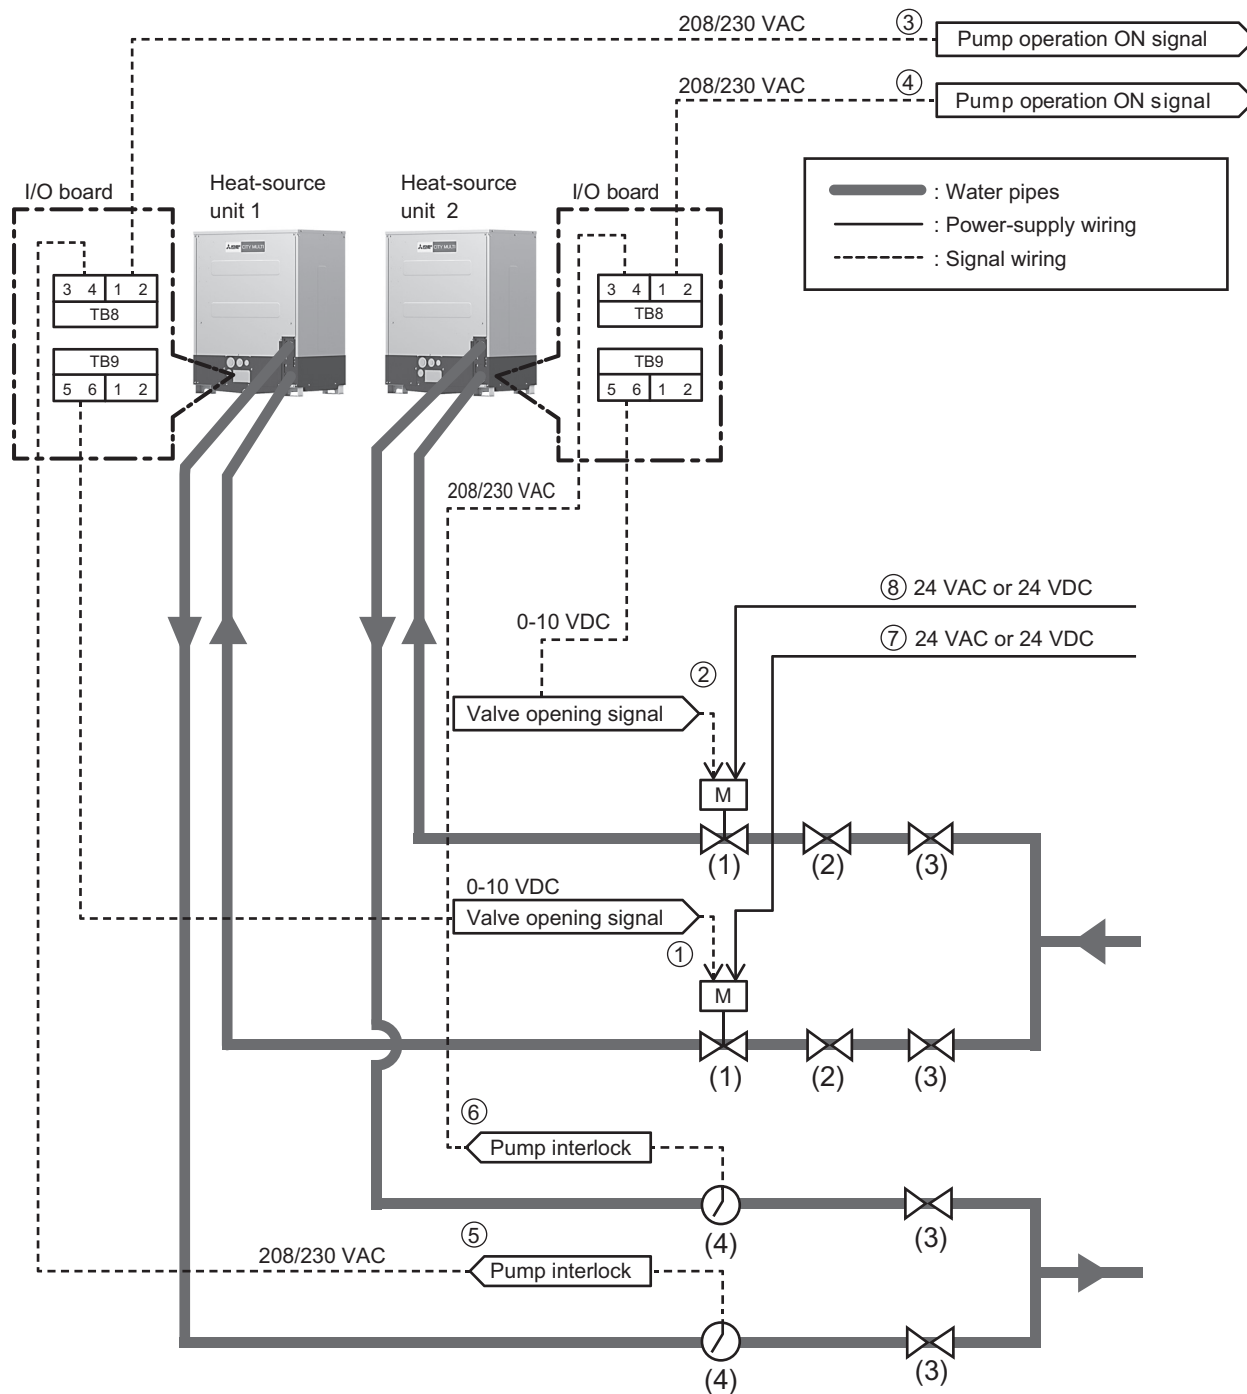 208/230 VAC ③ Pump operation ON signal
208/230 VAC ④ Pump operation ON signal
I/O board
Heat-source
unit 1
Heat-source
unit 2
I/O board
: Water pipes
: Power-supply wiring
: Signal wiring
CITY MULTI
CITY MULTI
3 4 1 2
TB8
TB9
5 6 1 2
3 4 1 2
TB8
TB9
5 6 1 2
208/230 VAC
⑧ 24 VAC or 24 VDC
0-10 VDC
⑦ 24 VAC or 24 VDC
②
Valve opening signal
M
(1) (2) (3)
0-10 VDC
Valve opening signal
①
M
(1) (2) (3)
⑥
Pump interlock
(4) (3)
⑤
208/230 VAC
Pump interlock
(4) (3)